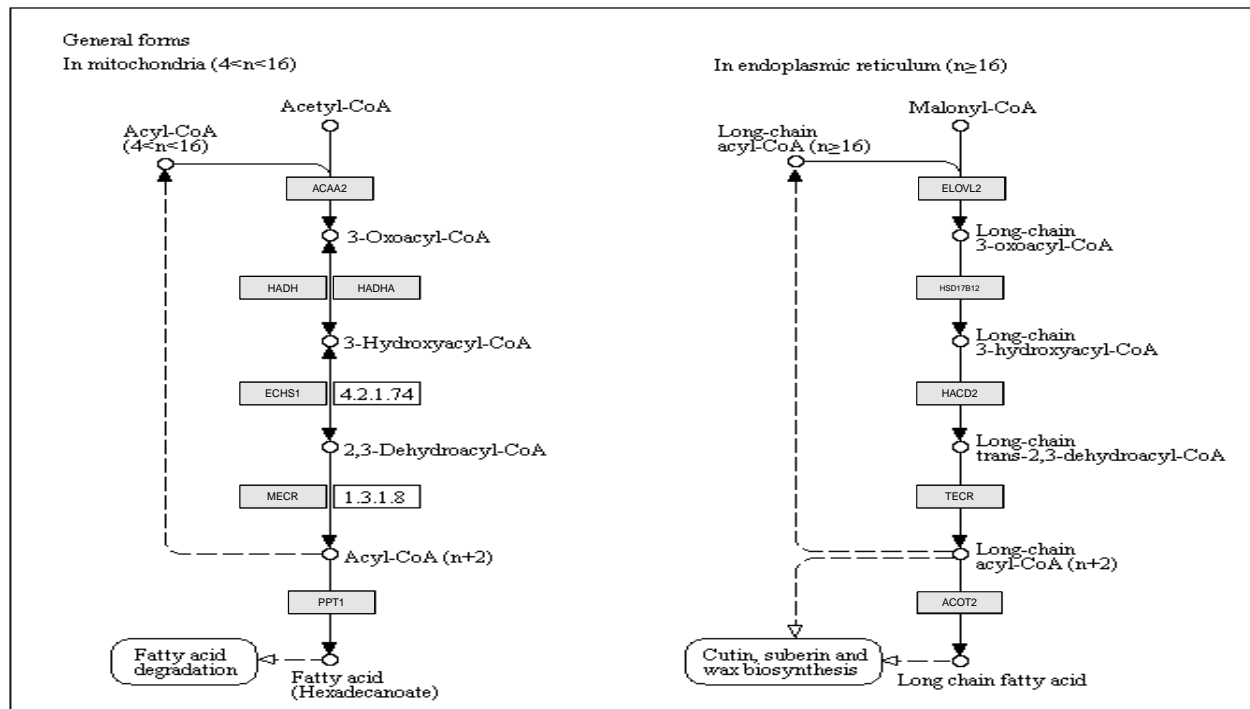 General forms
In mitochondria (4<n<16)
Acetyl-CoA
Acyl-CoA
(4<n<16)
ACAA2
3-Oxoacyl-CoA
HADH
HADHA
3-Hydroxyacyl-CoA
ECHS1
4.2.1.74
2,3-Dehydroacyl-CoA
MECR
1.3.1.8
Acyl-CoA (n+2)
PPT1
Fatty acid
degradation
Fatty acid
(Hexadecanoate)
In endoplasmic reticulum (n≥16)
Malonyl-CoA
Long-chain
acyl-CoA (n≥16)
ELOVL2
Long-chain
3-oxoacyl-CoA
HSD17B12
Long-chain
3-hydroxyacyl-CoA
HACD2
Long-chain
trans-2,3-dehydroacyl-CoA
TECR
Long-chain
acyl-CoA (n+2)
ACOT2
Cutin, suberin and
wax biosynthesis
Long chain fatty acid